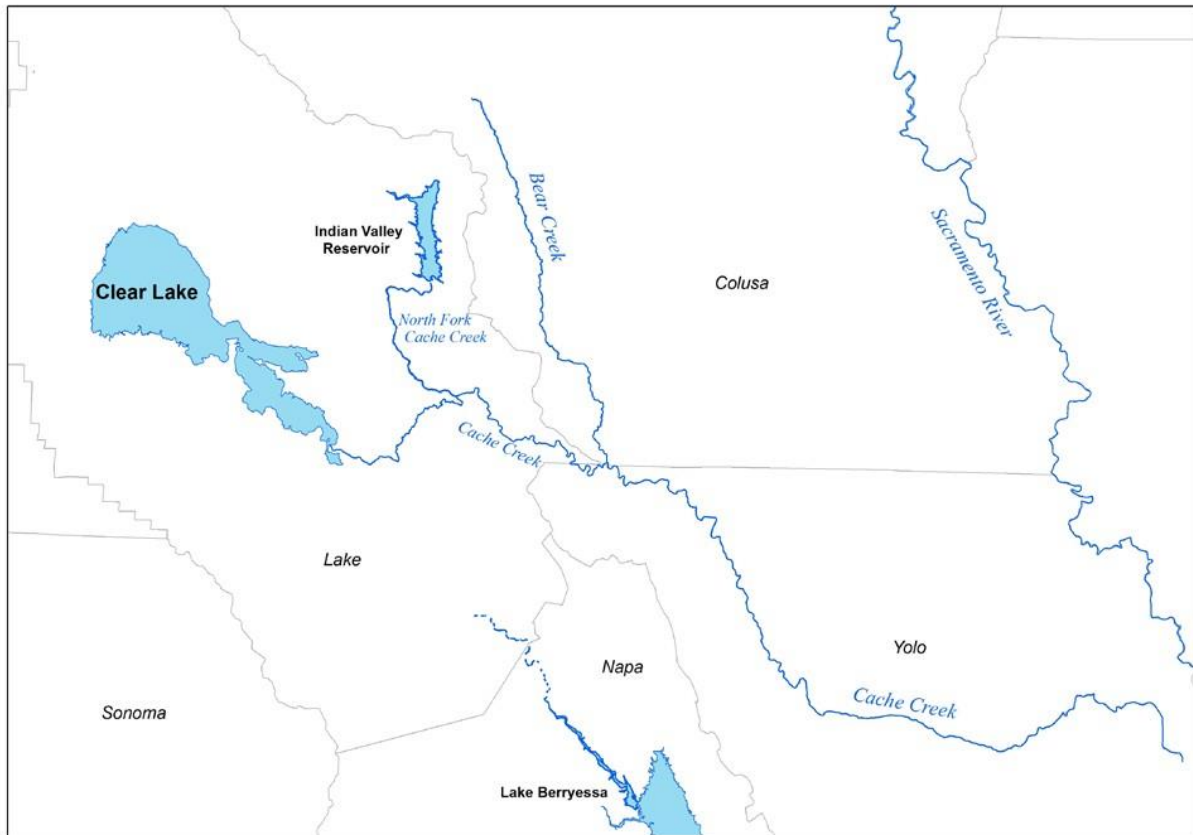 Bear Creek
Indian Valley
Reservoir
Sacramento River
Clear Lake
Colusa
North Fork
Cache Creek
Cache Creek
Lake
Yolo
Napa
Cache Creek
Sonoma
Lake Berryessa